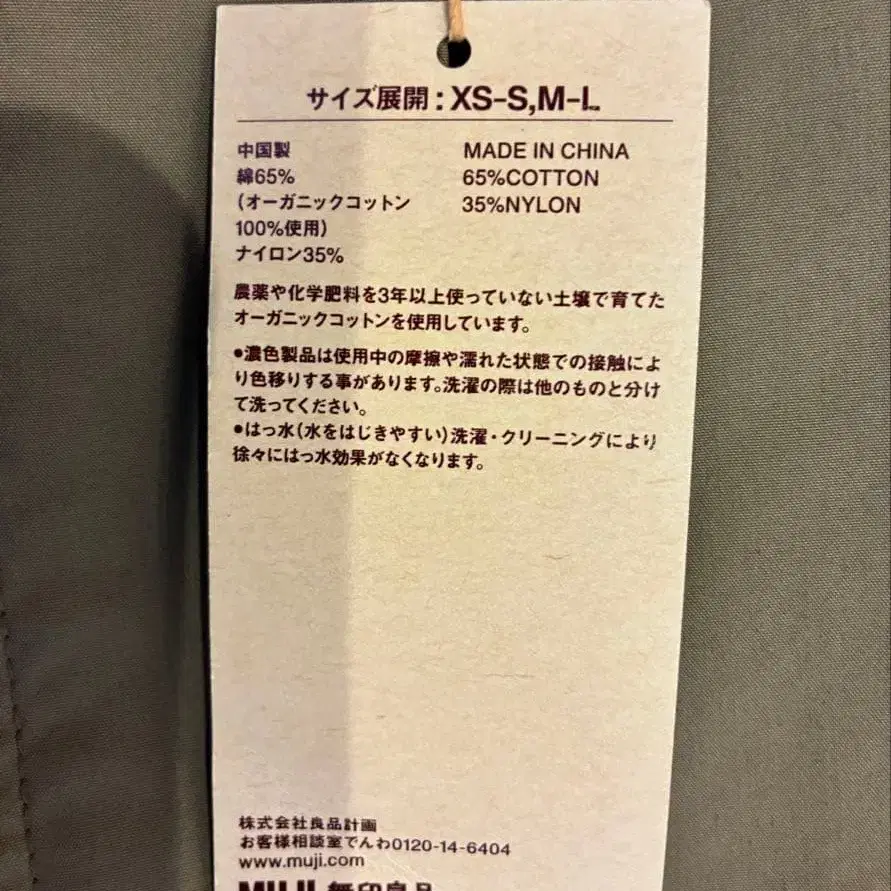 サイズ展開：XS-S,M-L
中国製
綿65%
(オーガニックコットン
100%使用)
ナイロン35%
MADE IN CHINA
65%COTTON
35%NYLON
農薬や化学肥料を3年以上使っていない土壌で育てた
オーガニックコットンを使用しています。
●濃色製品は使用中の摩擦や濡れた状態での接触によ
り色移りする事があります。洗濯の際は他のものと分け
て洗ってください。
●はっ水(水をはじきやすい)洗濯・クリーニングにより
徐々にはっ水効果がなくなります。
株式会社良品計画
お客様相談室でんわ0120-14-6404
www.muji.com
MUJI 無印良品